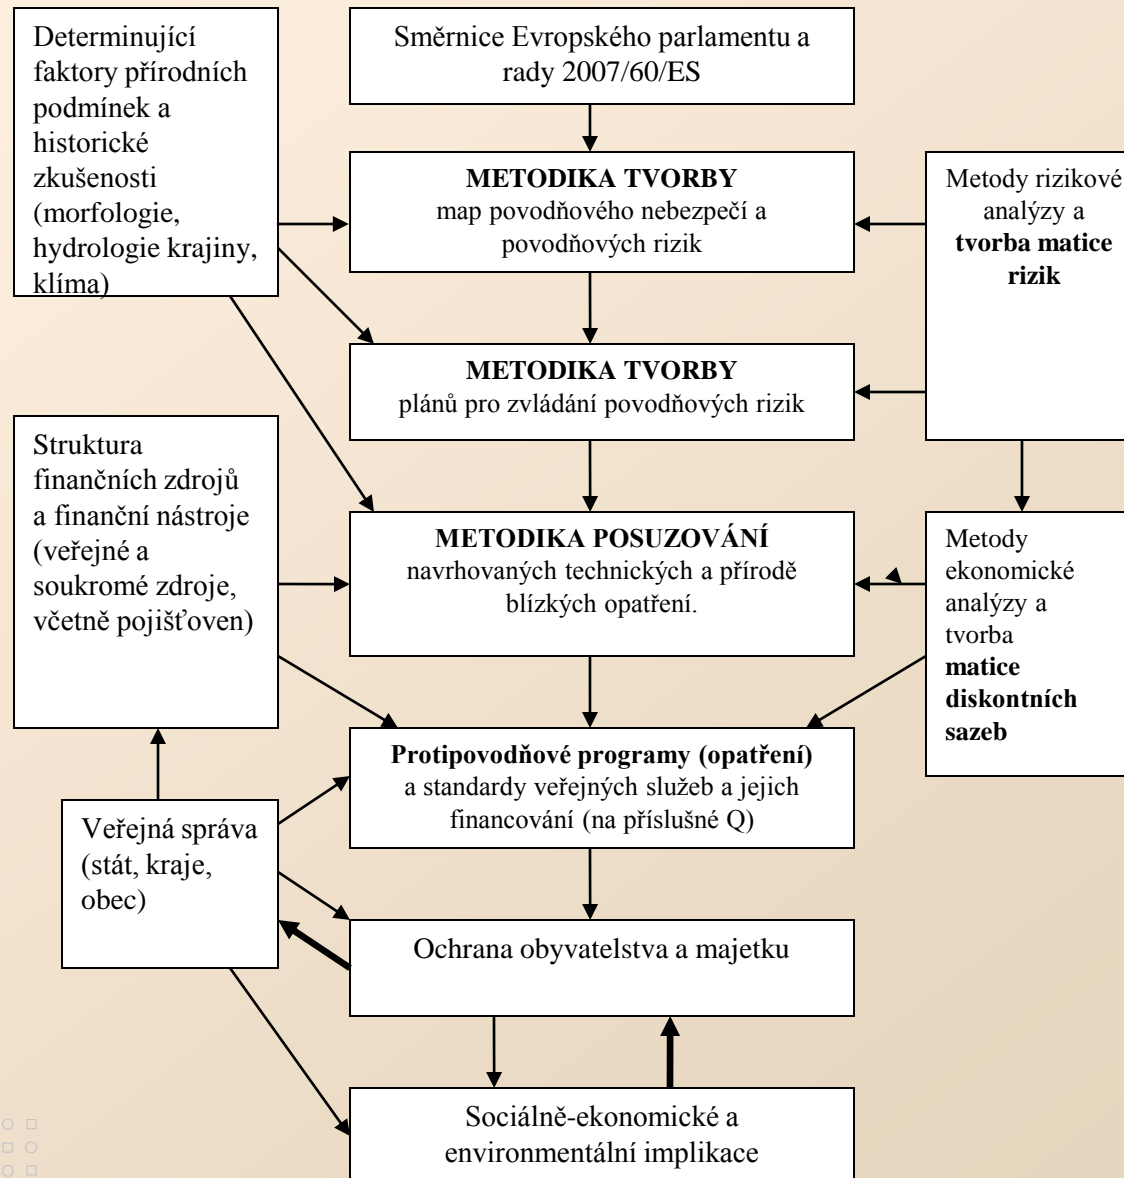 Determinující
faktory přírodních
podmínek a
historické
zkušenosti
(morfologie,
hydrologie krajiny,
klíma)
Směrnice Evropského parlamentu a
rady 2007/60/ES
METODIKA TVORBY
map povodňového nebezpečí a
povodňových rizik
Metody rizikové
analýzy a
tvorba matice
rizik
METODIKA TVORBY
plánů pro zvládání povodňových rizik
Struktura
finančních zdrojů
a finanční nástroje
(veřejné a
soukromé zdroje,
včetně pojišťoven)
METODIKA POSUZOVÁNÍ
navrhovaných technických a přírodě
blízkých opatření.
Metody
ekonomické
analýzy a
tvorba
matice
diskontních
sazeb
Protipovodňové programy (opatření)
a standardy veřejných služeb a jejich
financování (na příslušné Q)
Veřejná správa
(stát, kraje,
obec)
Ochrana obyvatelstva a majetku
Sociálně-ekonomické a
environmentální implikace